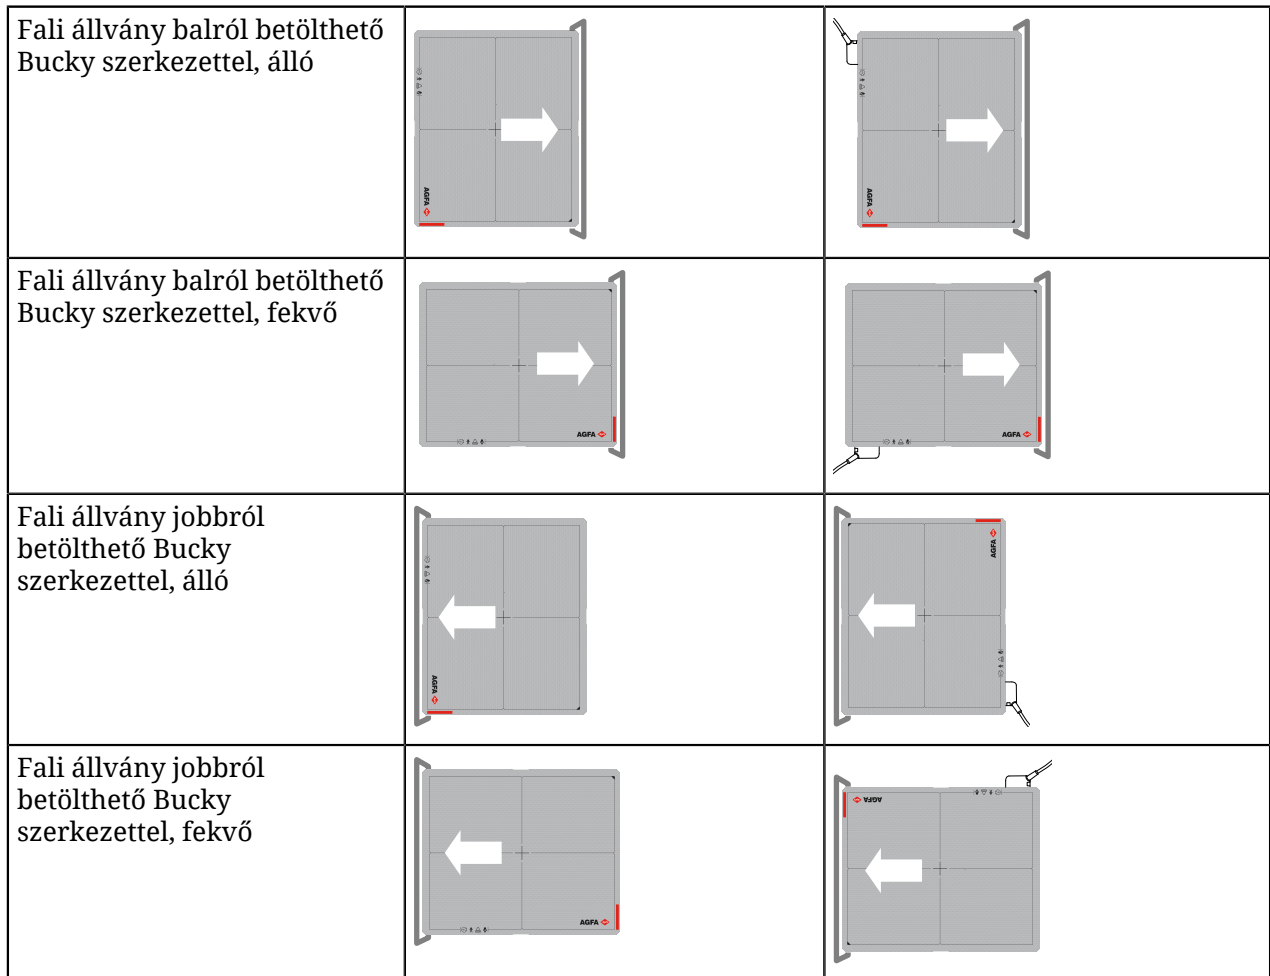 Fali állvány balról betölthető
Bucky szerkezettel, álló
AGFA
AGFA
Fali állvány balról betölthető
Bucky szerkezettel, fekvő
AGFA
AGFA
Fali állvány jobbról
betölthető Bucky
szerkezettel, álló
AGFA
AGFA
Fali állvány jobbról
betölthető Bucky
szerkezettel, fekvő
AGFA
AGFA